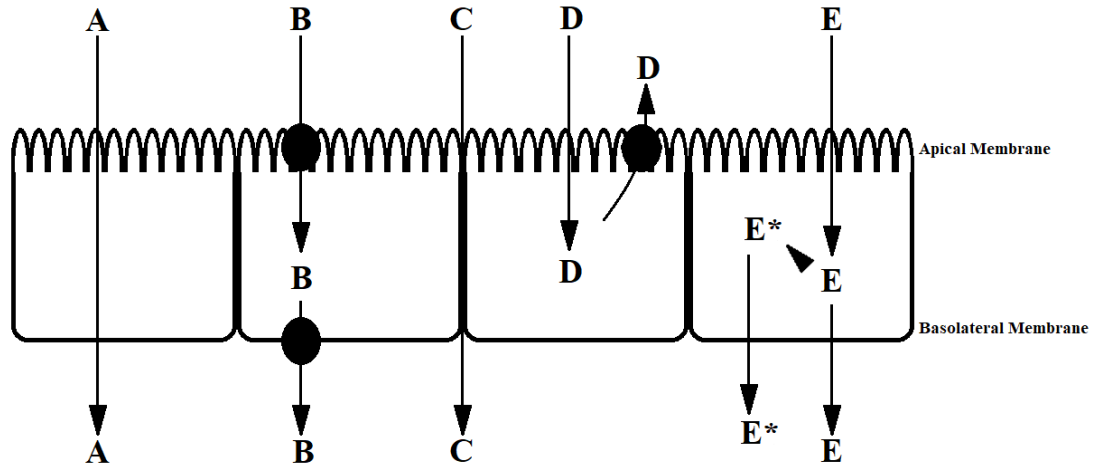 A B C D E
D
Apical Membrane
E*
B D E
Basolateral Membrane
A B C E* E